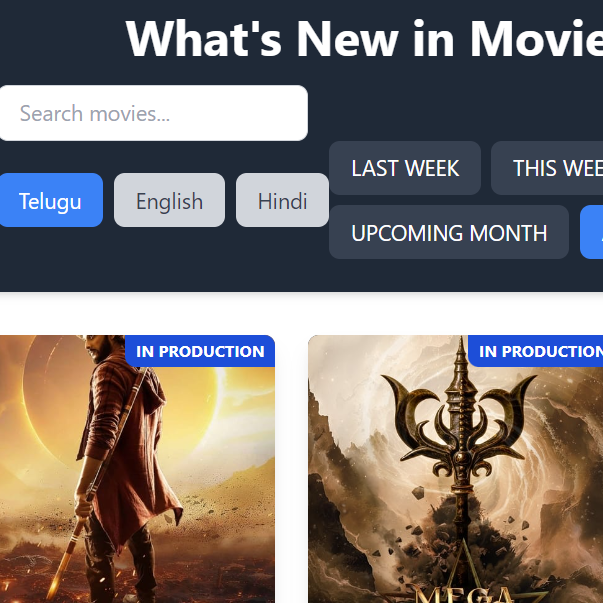 What's New in Movie
Search movies...
Telugu
English
Hindi
LAST WEEK
THIS WEE
UPCOMING MONTH
IN PRODUCTION
IN PRODUCTION
MEGA